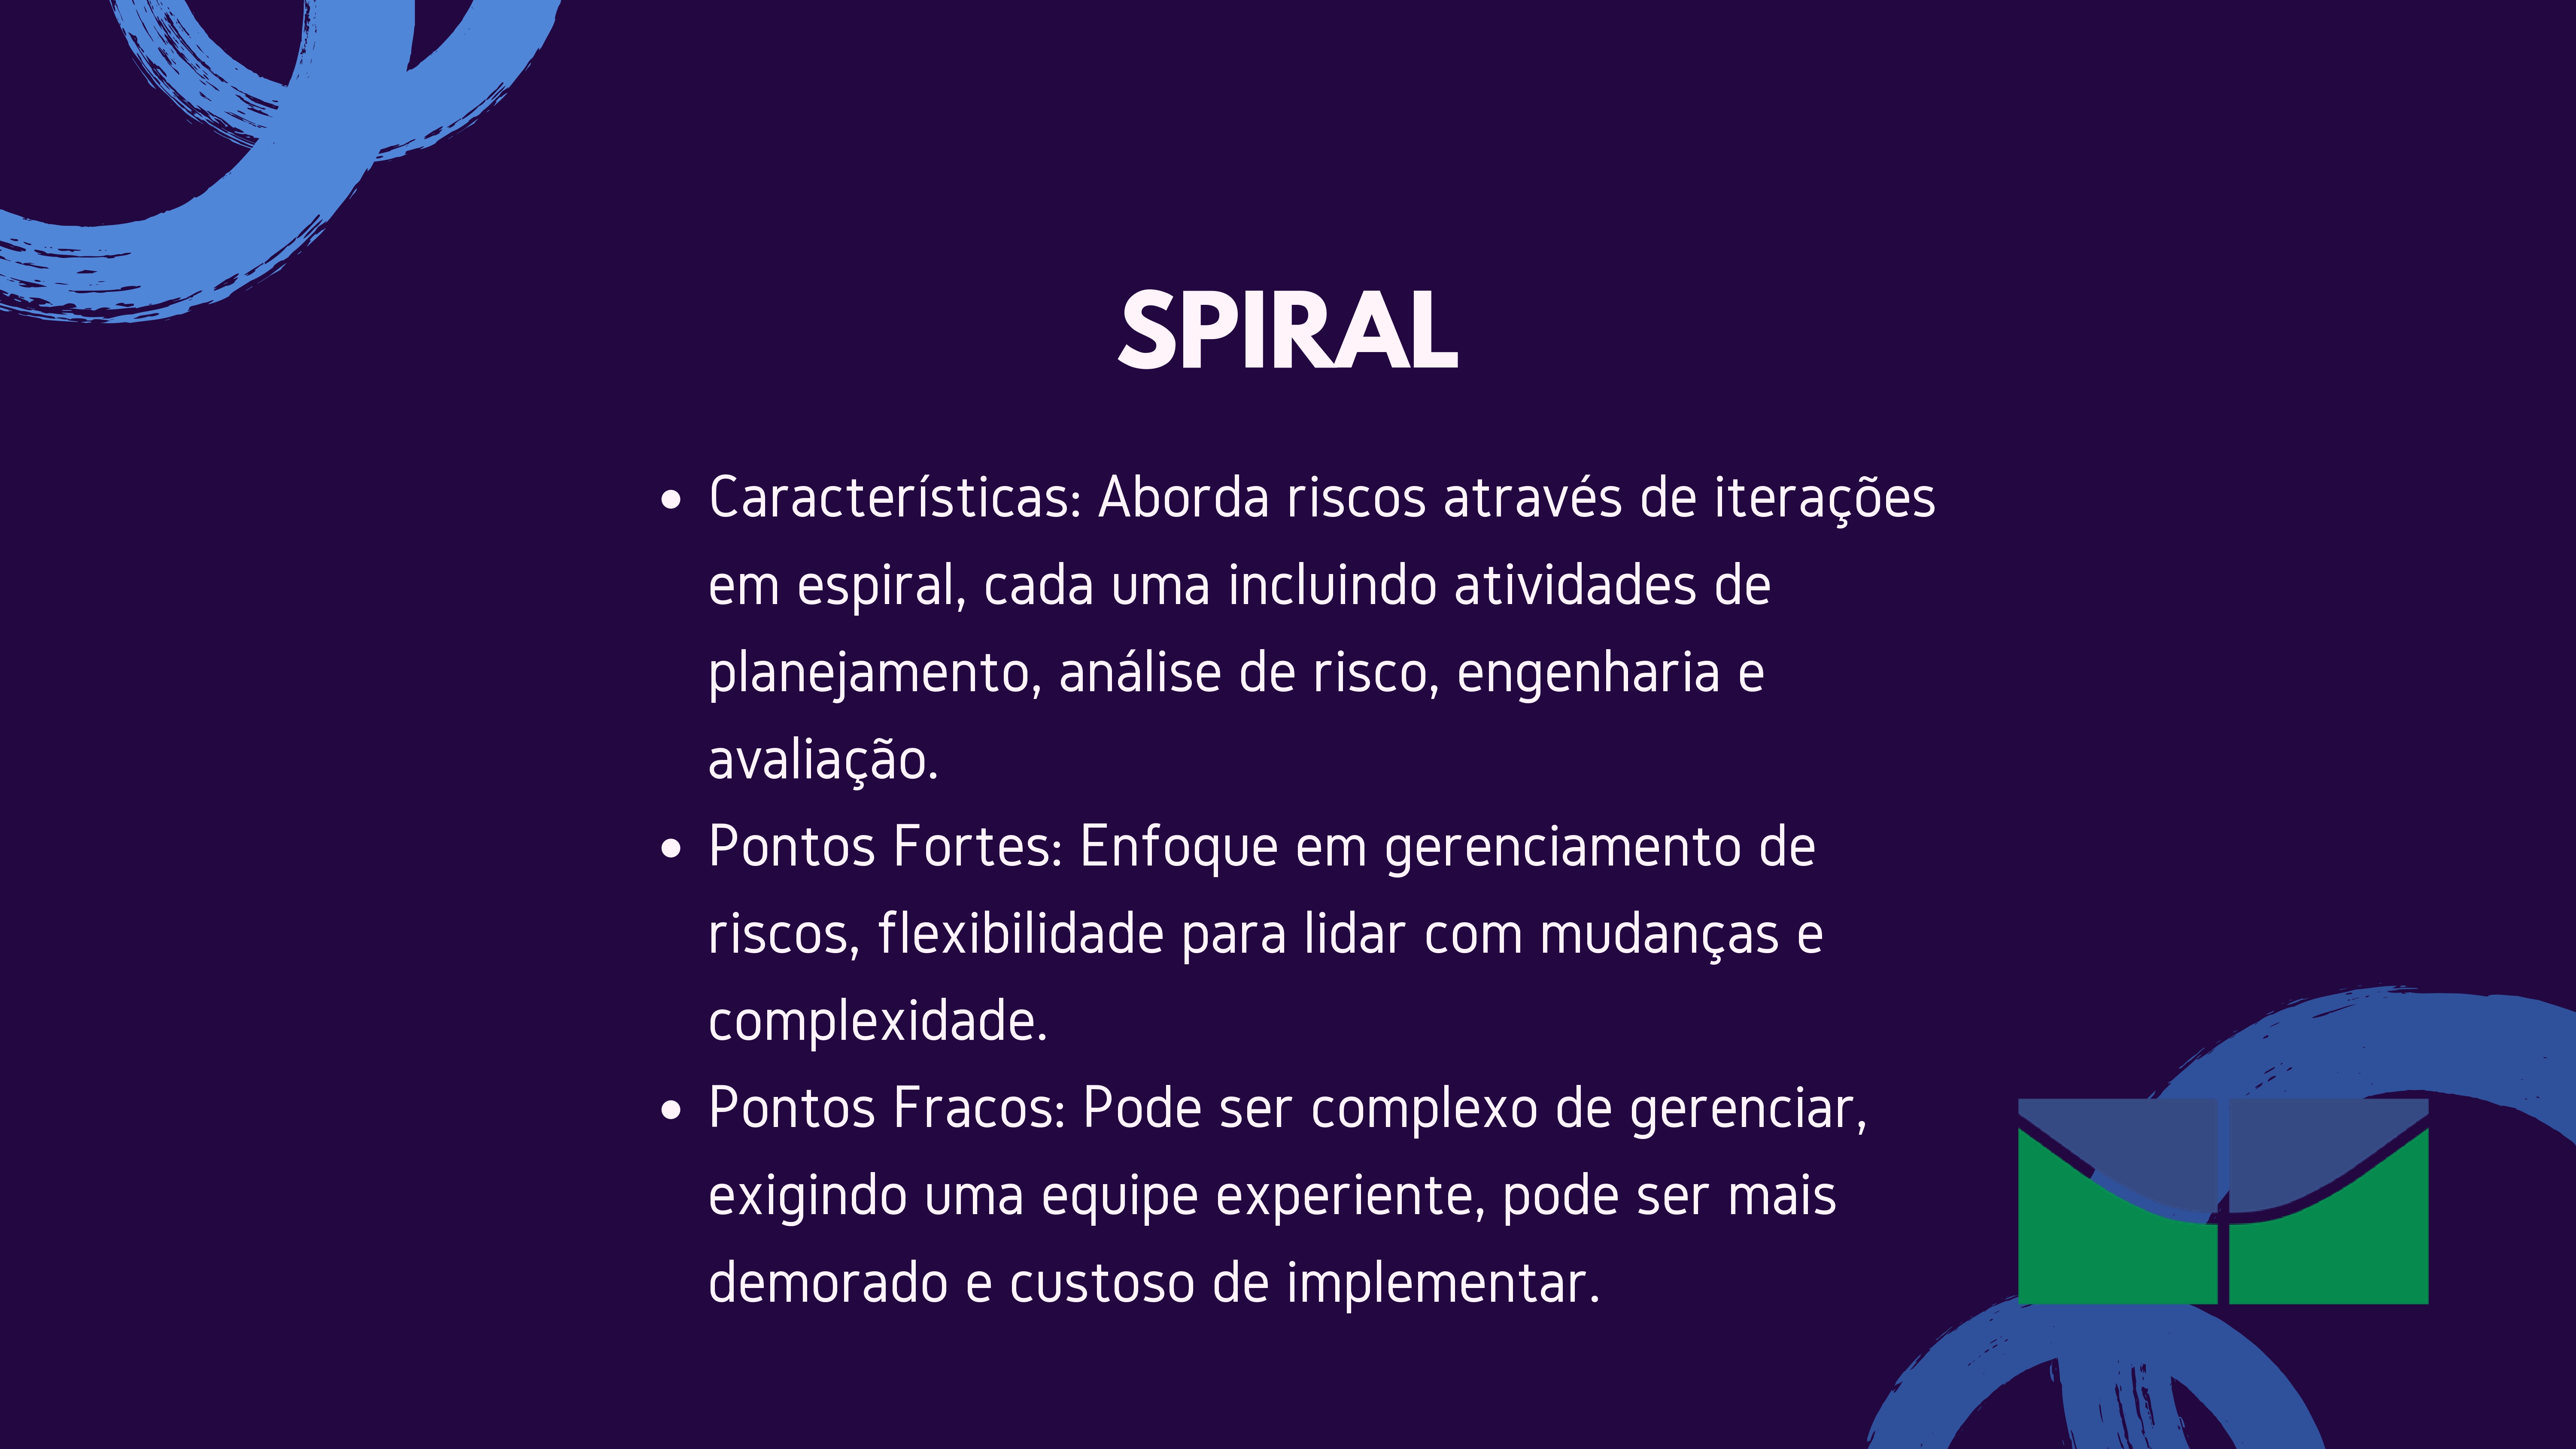 SPIRAL
• Características: Aborda riscos através de iterações
em espiral, cada uma incluindo atividades de
planejamento, análise de risco, engenharia e
avaliação.
• Pontos Fortes: Enfoque em gerenciamento de
riscos, flexibilidade para lidar com mudanças e
complexidade.
• Pontos Fracos: Pode ser complexo de gerenciar,
exigindo uma equipe experiente, pode ser mais
demorado e custoso de implementar.